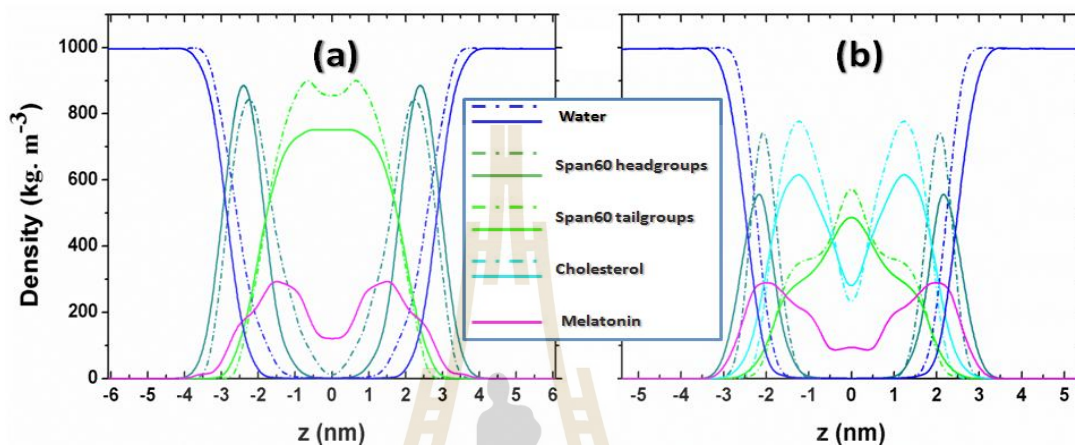 (a)
(b)
1000
800
600
400
200
0
Density (kg. m⁻³)
-6 -5 -4 -3 -2 -1 0 1 2 3 4 5 6
z (nm)
Water
Span60 headgroups
Span60 tailgroups
Cholesterol
Melatonin
-5 -4 -3 -2 -1 0 1 2 3 4 5
z (nm)